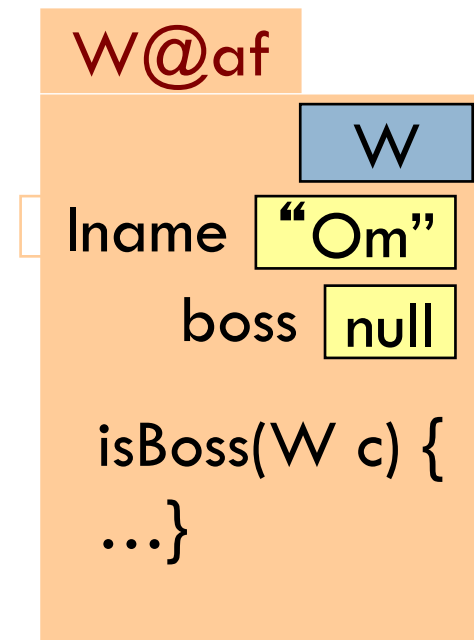 W@af
W
lname “Om”
boss null
isBoss(W c) {
…}